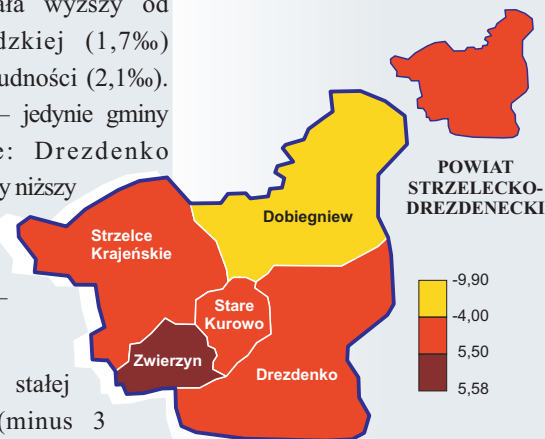 ała wyższy od
dzkiej (1,7‰)
udności (2,1‰).
– jedynie gminy
e: Drezdenko
y niższy
–
stałej
(minus 3
POWIAT
STRZELECKO-
DREZDENECKI
Dobiegniew
Strzelce
Krajeńskie
Stare
Kurowo
Zwierzyn
Drezdenko
-9,90
-4,00
5,50
5,58